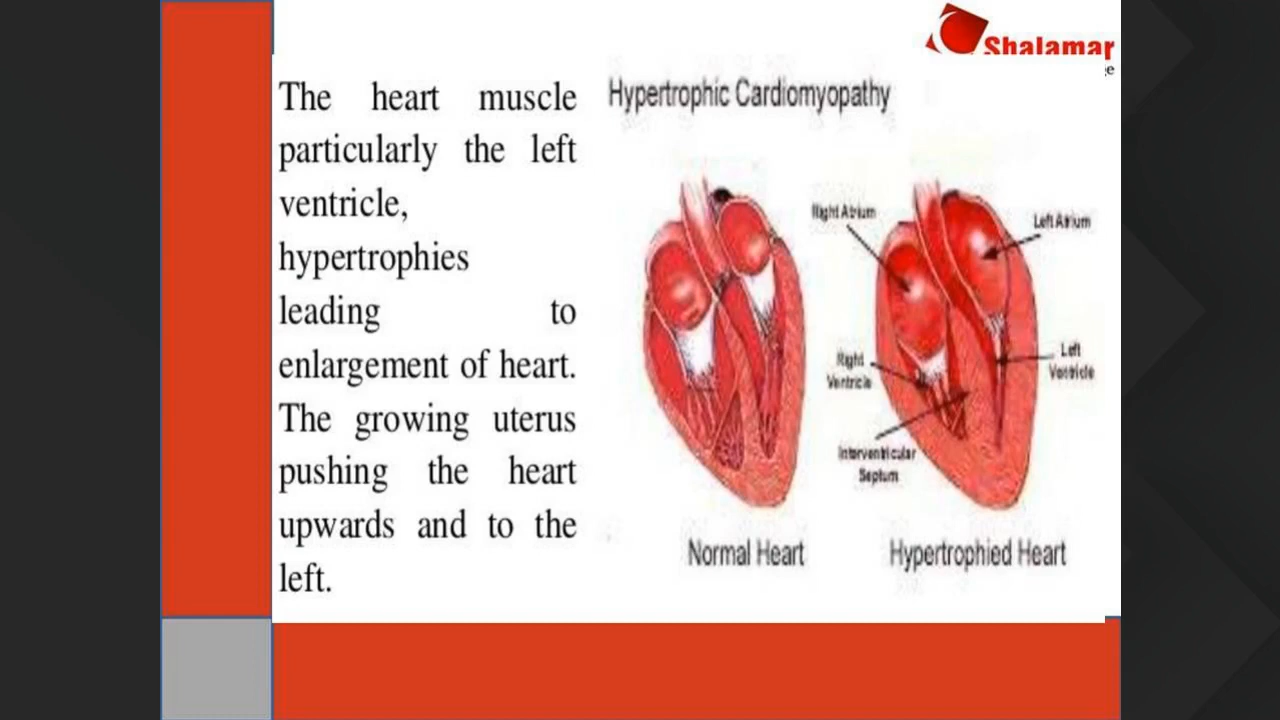 Shalamar
The heart muscle
particularly the left
ventricle,
hypertrophies
leading to
enlargement of heart.
The growing uterus
pushing the heart
upwards and to the
left.
Hypertrophic Cardiomyopathy
Right Atrium
Left Atrium
Right
Ventricle
Left
Ventricle
Interventricular
Septum
Normal Heart
Hypertrophied Heart